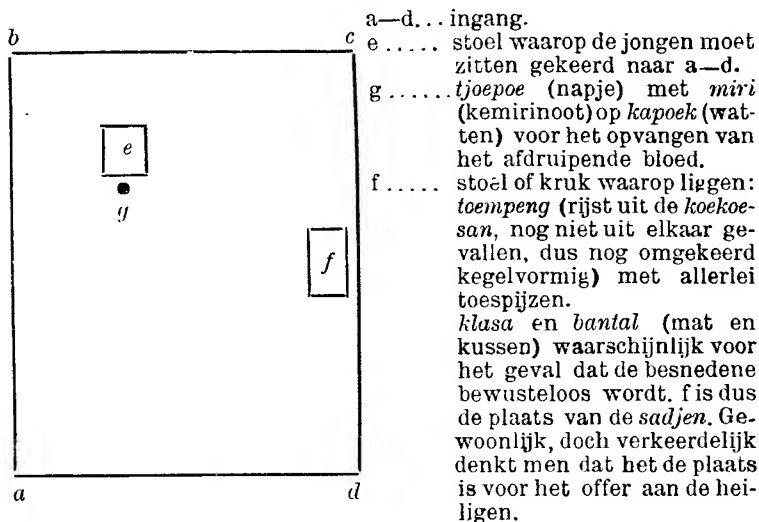 a—d... ingang.
b
c
e ..... stoel waarop de jongen moet
zitten gekeerd naar a—d.
g ......tjoepoe (napje) met miri
(kemirinoot) op kapoek (wat-
ten) voor het opvangen van
het afdruipende bloed.
e
g
f ..... stoel of kruk waarop liggen:
toempeng (rijst uit de koekoe-
san, nog niet uit elkaar ge-
vallen, dus nog omgekeerd
kegelvormig) met allerlei
toespijzen.
f
klasa en bantal (mat en
kussen) waarschijnlijk voor
het geval dat de besnedene
bewusteloos wordt. f is dus
de plaats van de sadjen. Ge-
woonlijk, doch verkeerdelijk
denkt men dat het de plaats
is voor het offer aan de hei-
ligen.
a
d